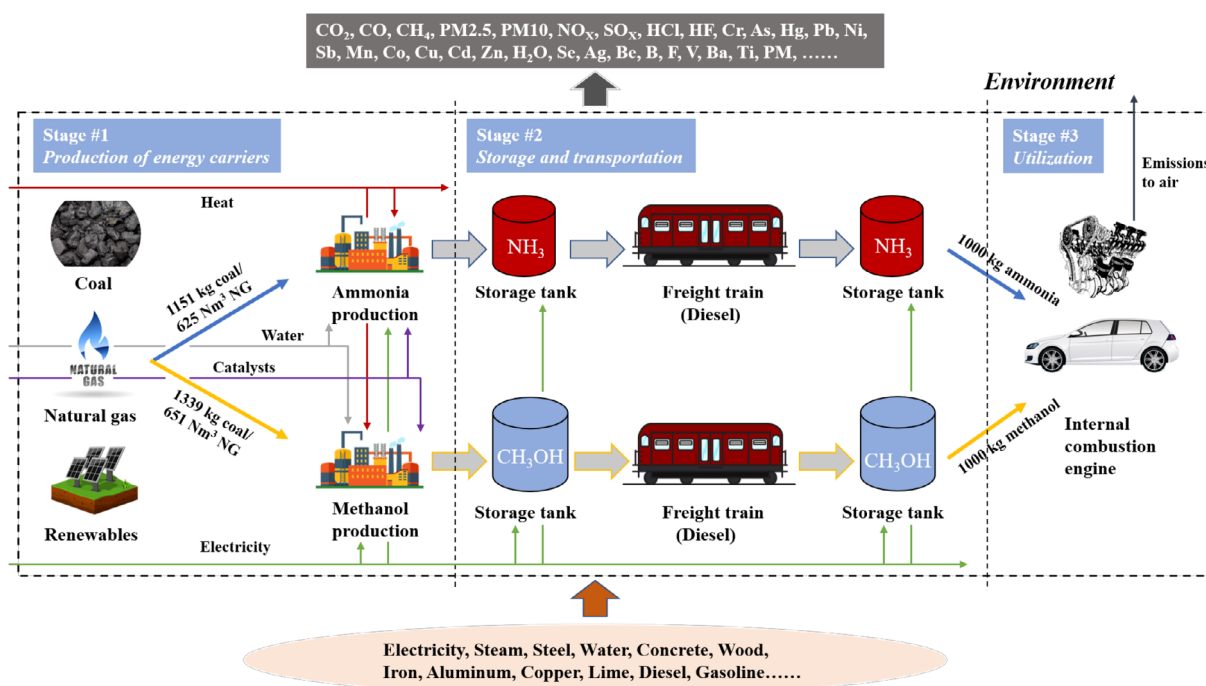 CO₂, CO, CH₄, PM2.5, PM10, NOₓ, SOₓ, HCl, HF, Cr, As, Hg, Pb, Ni,
Sb, Mn, Co, Cu, Cd, Zn, H₂O, Se, Ag, Be, B, F, V, Ba, Ti, PM, ……
Environment
Stage #1
Production of energy carriers
Stage #2
Storage and transportation
Stage #3
Utilization
Emissions
to air
Heat
Coal
1151 kg coal/
625 Nm³ NG
Ammonia
production
NH₃
Storage tank
Freight train
(Diesel)
NH₃
Storage tank
1000 kg ammonia
Water
NATURAL
GAS
Catalysts
Natural gas
1339 kg coal/
651 Nm³ NG
Methanol
production
CH₃OH
Storage tank
Freight train
(Diesel)
CH₃OH
Storage tank
1000 kg methanol
Internal
combustion
engine
Renewables
Electricity
Electricity, Steam, Steel, Water, Concrete, Wood,
Iron, Aluminum, Copper, Lime, Diesel, Gasoline……